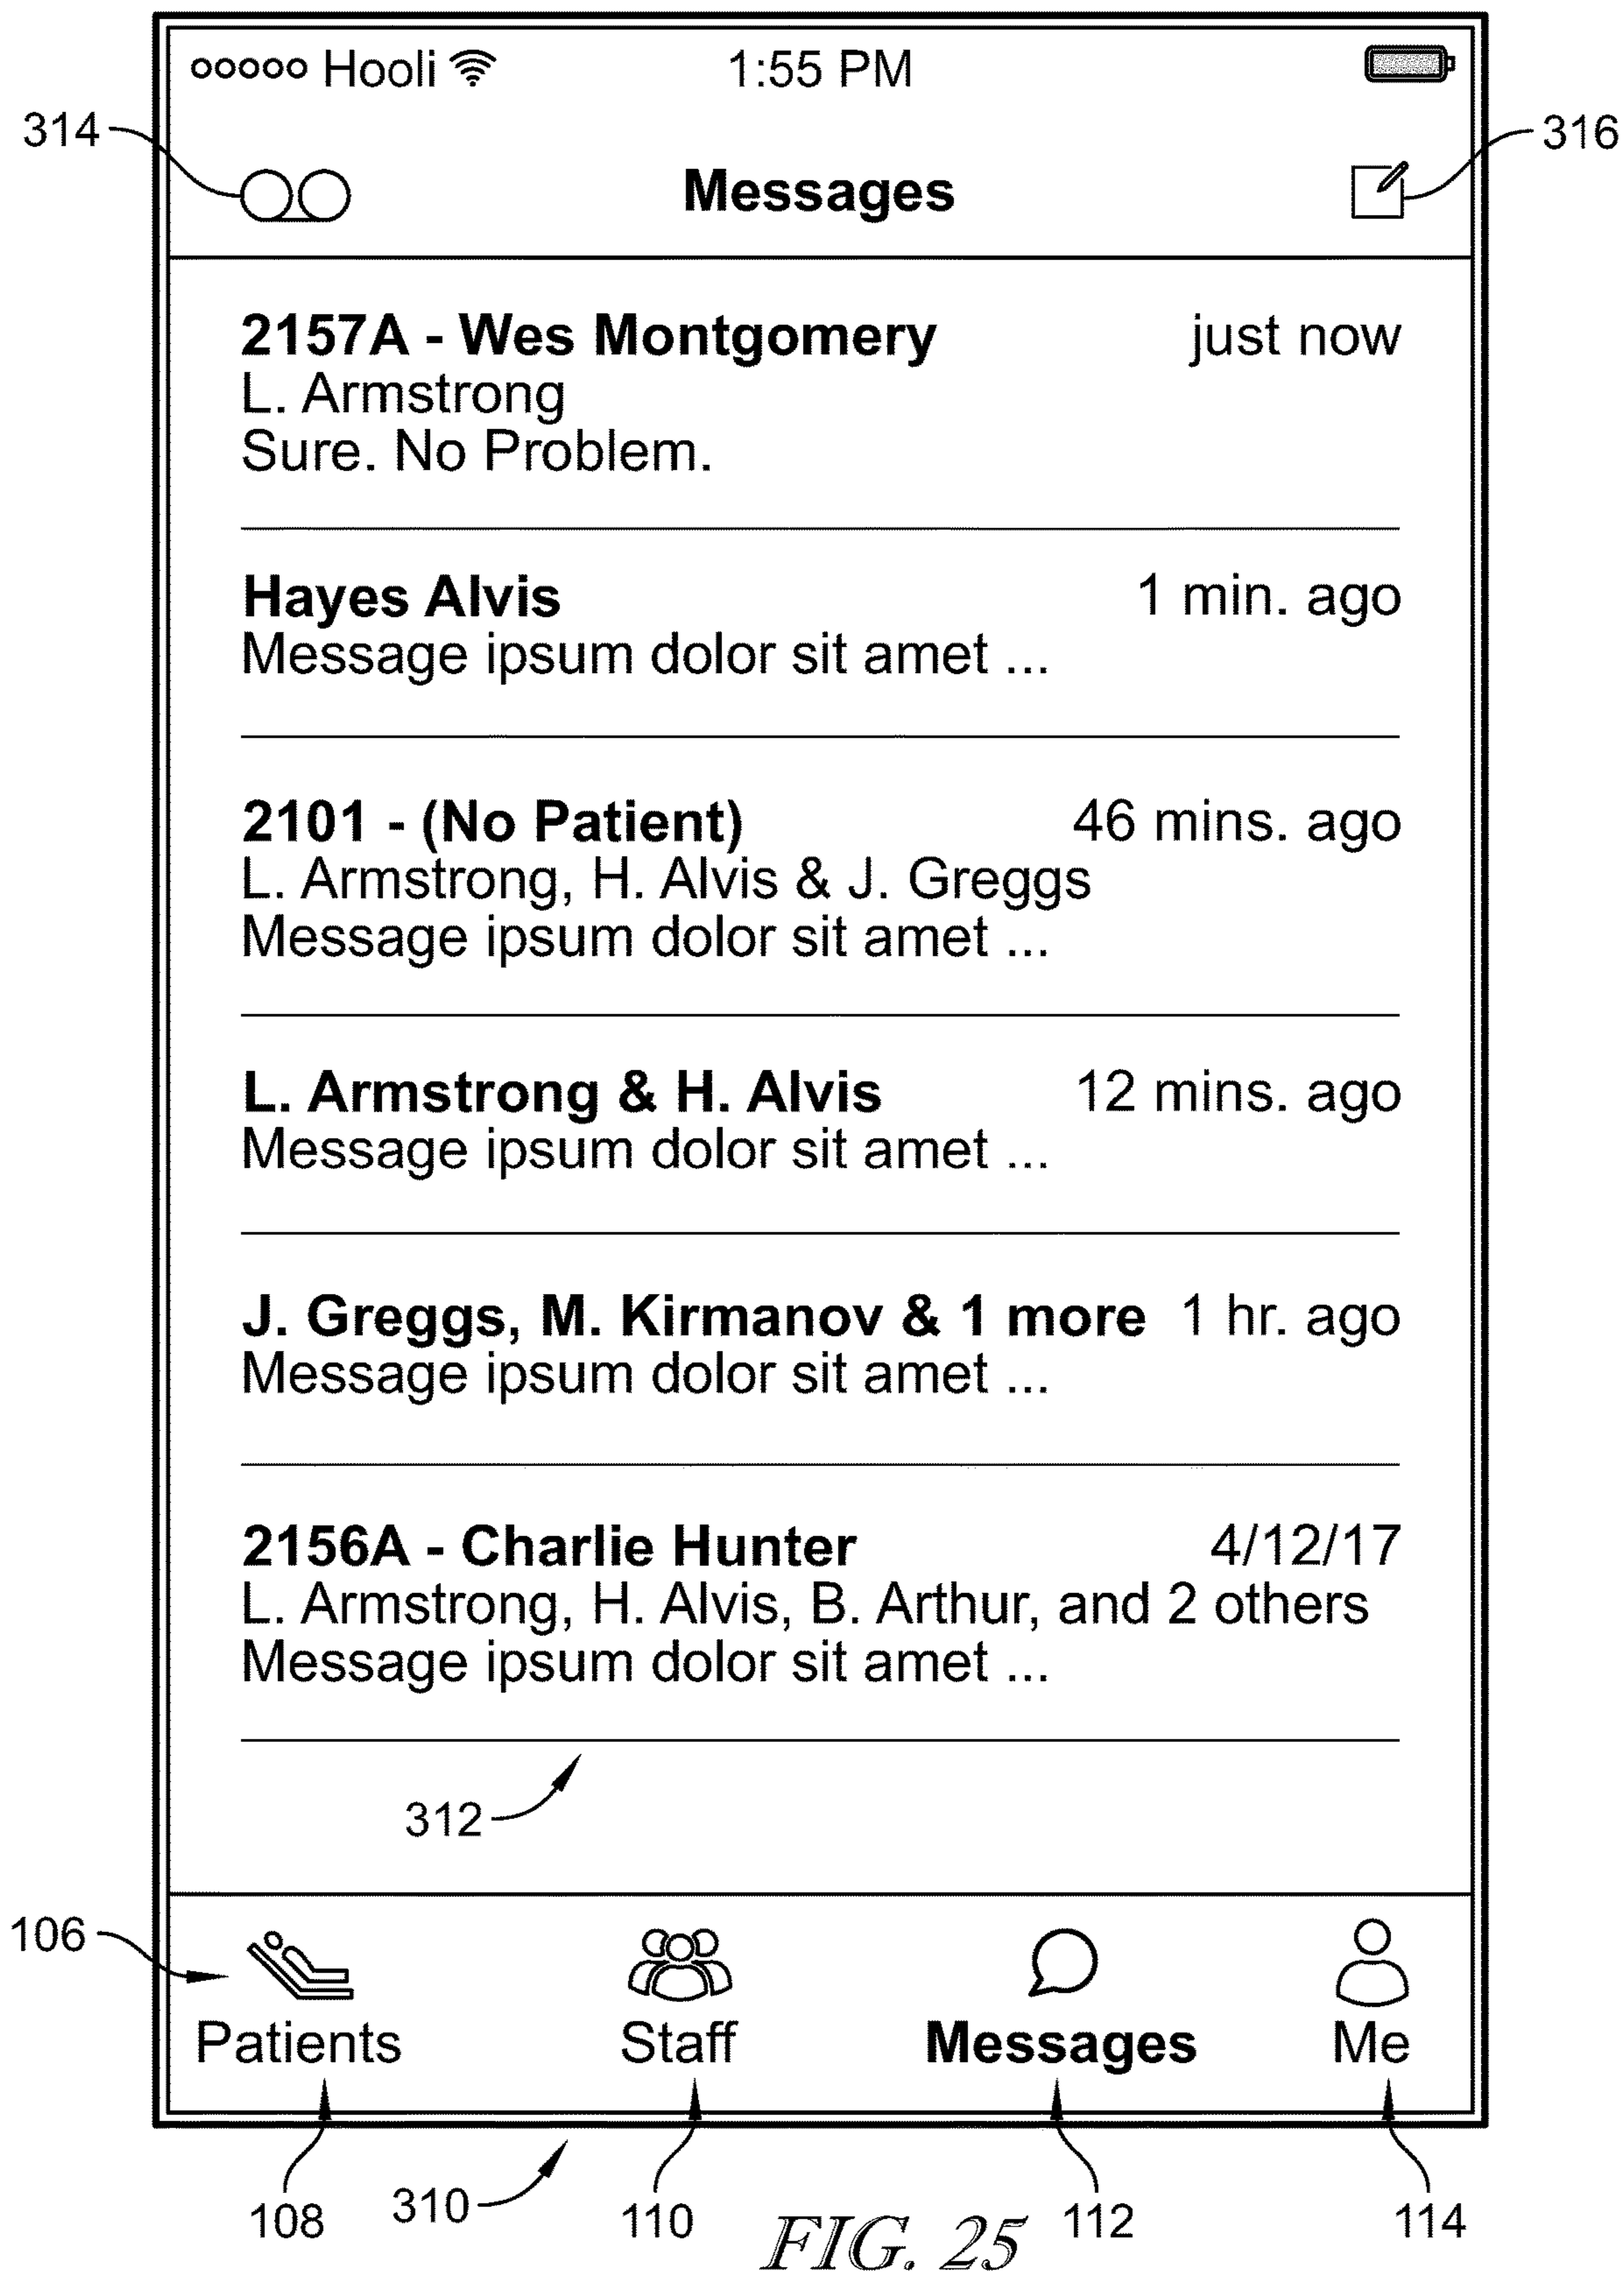 Hooli 1:55 PM
314 316
Messages
2157A - Wes Montgomery just now
L. Armstrong
Sure. No Problem.
Hayes Alvis 1 min. ago
Message ipsum dolor sit amet ...
2101 - (No Patient) 46 mins. ago
L. Armstrong, H. Alvis & J. Greggs
Message ipsum dolor sit amet ...
L. Armstrong & H. Alvis 12 mins. ago
Message ipsum dolor sit amet ...
J. Greggs, M. Kirmanov & 1 more 1 hr. ago
Message ipsum dolor sit amet ...
2156A - Charlie Hunter 4/12/17
L. Armstrong, H. Alvis, B. Arthur, and 2 others
Message ipsum dolor sit amet ...
312
106
Patients Staff Messages Me
108 310 110 112 114
FIG. 25